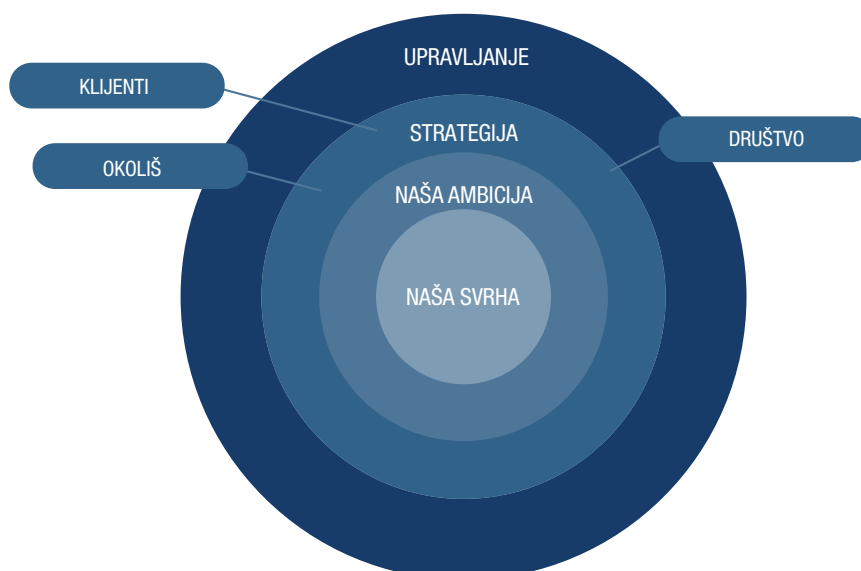 UPRAVLJANJE
KLIJENTI
STRATEGIJA
DRUŠTVO
OKOLIŠ
NAŠA AMBICIJA
NAŠA SVRHA